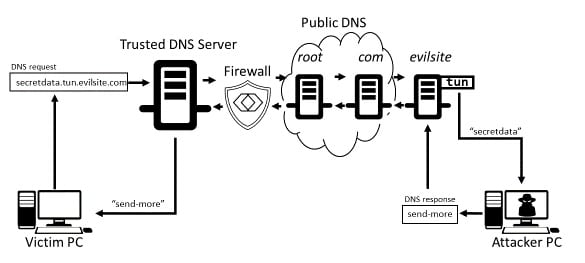 Public DNS
Trusted DNS Server
root
com
evilsite
DNS request
secretdata.tun.evilsite.com
Firewall
tun
"secretdata"
"send-more"
DNS response
send-more
Victim PC
Attacker PC